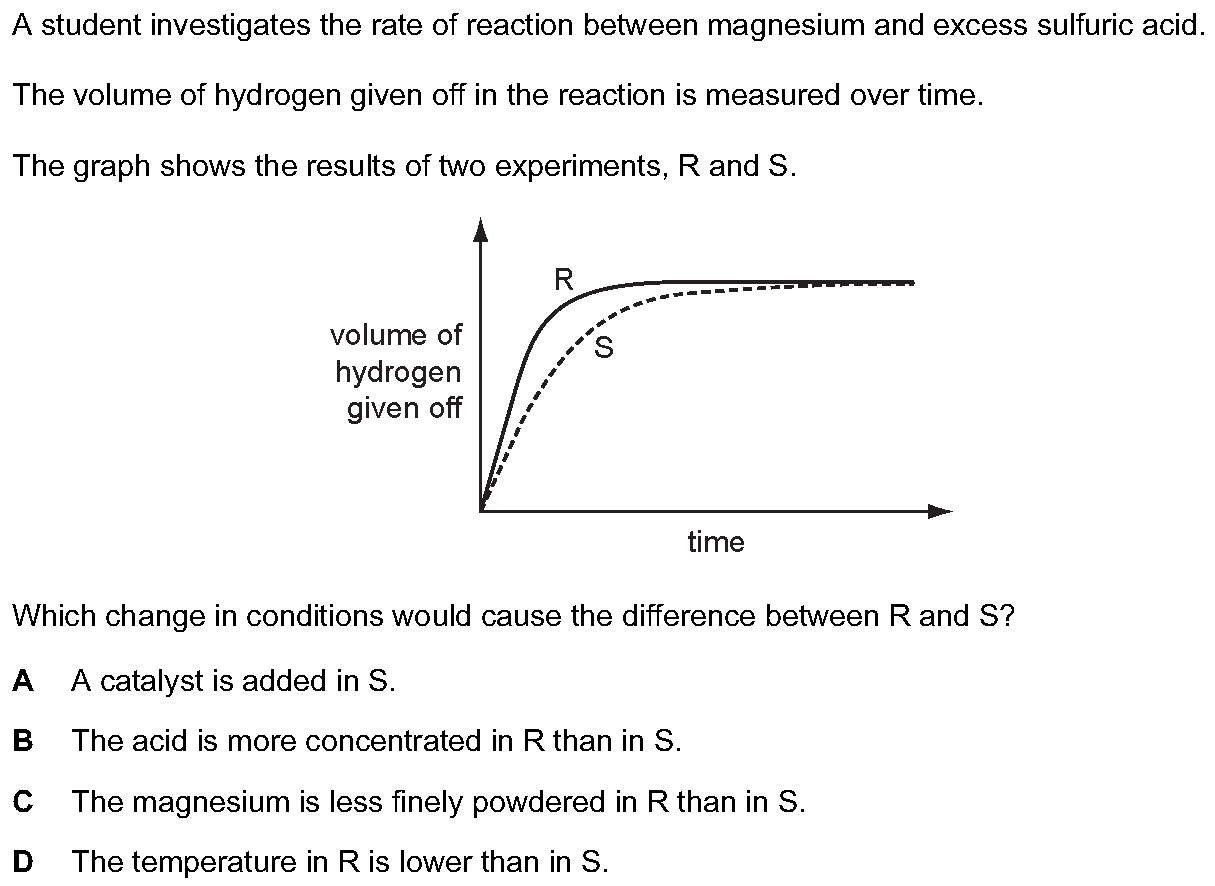 A student investigates the rate of reaction between magnesium and excess sulfuric acid.
The volume of hydrogen given off in the reaction is measured over time.
The graph shows the results of two experiments, R and S.
R
S
volume of
hydrogen
given off
time
Which change in conditions would cause the difference between R and S?
A A catalyst is added in S.
B The acid is more concentrated in R than in S.
C The magnesium is less finely powdered in R than in S.
D The temperature in R is lower than in S.